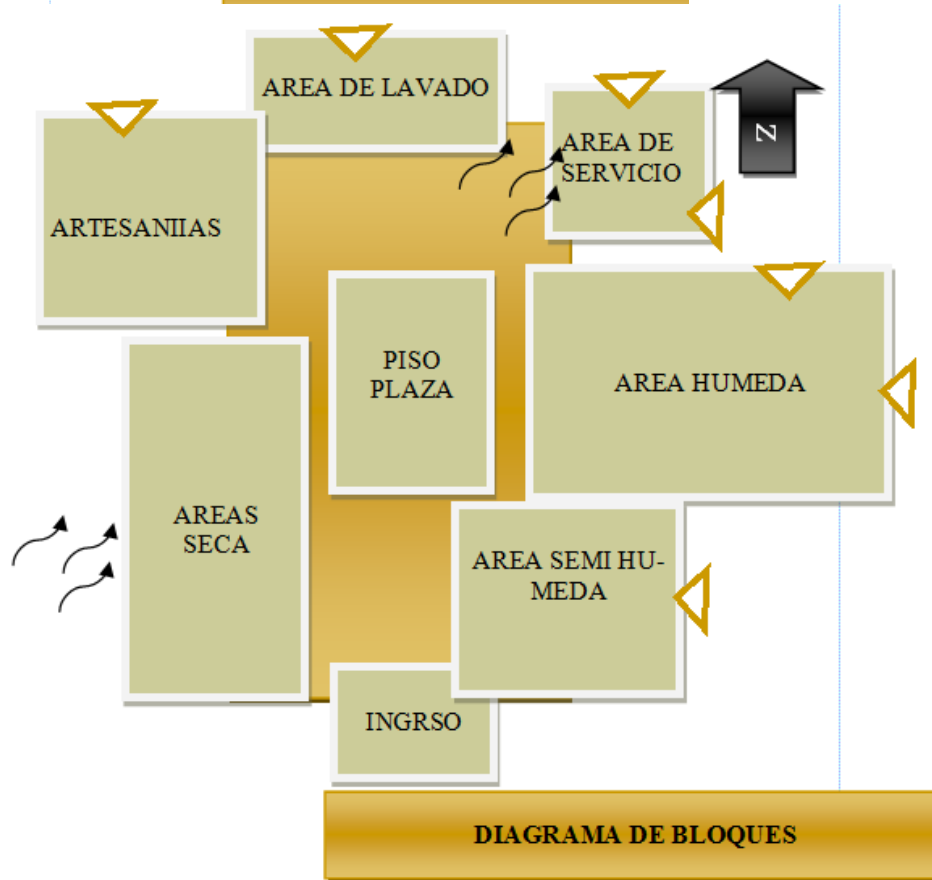 AREA DE LAVADO
AREA DE
SERVICIO
N
ARTESANIIAS
PISO
PLAZA
AREA HUMEDA
AREAS
SECA
AREA SEMI HU-
MEDA
INGRSO
DIAGRAMA DE BLOQUES